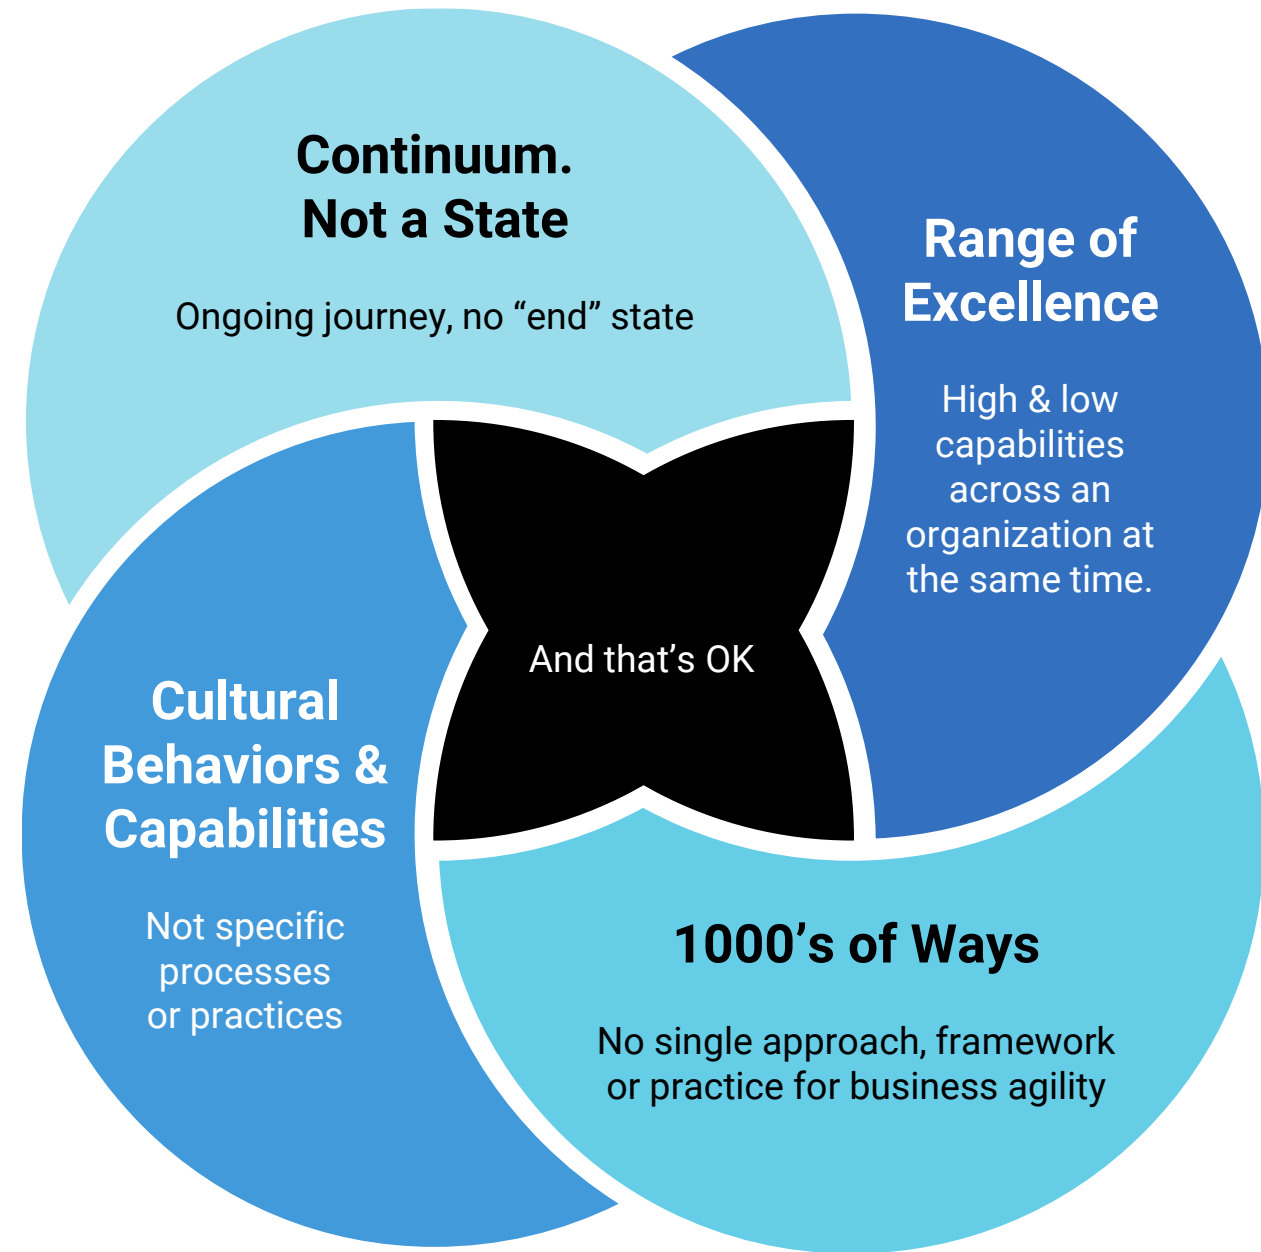 Continuum.
Not a State
Ongoing journey, no “end” state
Range of
Excellence
High & low
capabilities
across an
organization at
the same time.
And that’s OK
Cultural
Behaviors &
Capabilities
Not specific
processes
or practices
1000’s of Ways
No single approach, framework
or practice for business agility